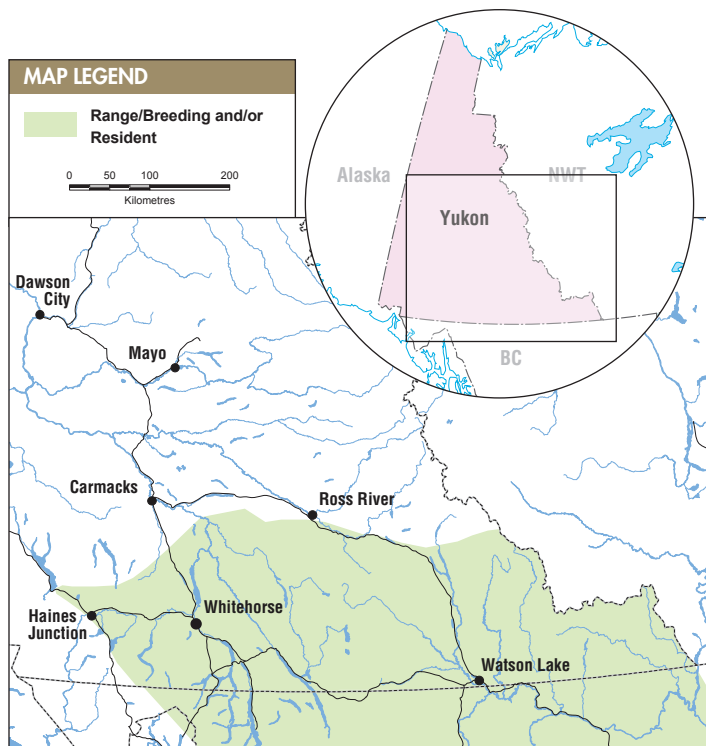 MAP LEGEND
Range/Breeding and/or
Resident
0 50 100 200
Kilometres
Alaska
NWT
Yukon
BC
Dawson
City
Mayo
Carmacks
Ross River
Haines
Junction
Whitehorse
Watson Lake